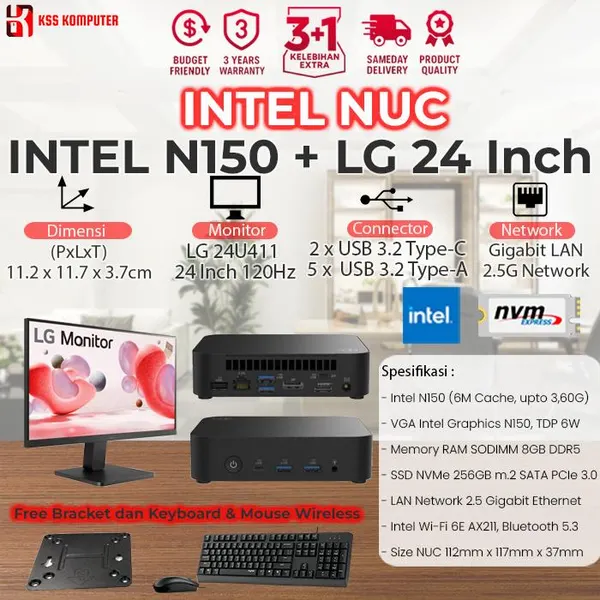 KSS KOMPUTER
BUDGET
FRIENDLY
3
3 YEARS
WARRANTY
3+1
KELEBIHAN
EXTRA
SAMEDAY
DELIVERY
PRODUCT
QUALITY
INTEL NUC
INTEL N150 + LG 24 Inch
Dimensi
(PxLxT)
11.2 x 11.7 x 3.7cm
Monitor
LG 24U411
24 Inch 120Hz
Connector
2 x USB 3.2 Type-C
5 x USB 3.2 Type-A
Network
Gigabit LAN
2.5G Network
intel.
nvm
EXPRESS
LG Monitor
Spesifikasi :
- Intel N150 (6M Cache, upto 3,60G)
- VGA Intel Graphics N150, TDP 6W
- Memory RAM SODIMM 8GB DDR5
- SSD NVMe 256GB m.2 SATA PCIe 3.0
- LAN Network 2.5 Gigabit Ethernet
- Intel Wi-Fi 6E AX211, Bluetooth 5.3
- Size NUC 112mm x 117mm x 37mm
Free Bracket dan Keyboard & Mouse Wireless